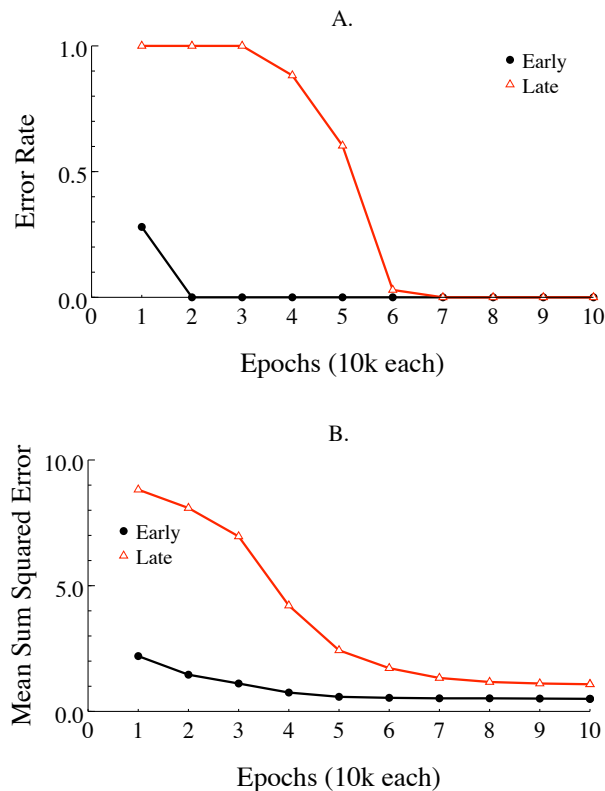 A.
1.0
Early
Late
Error Rate
0.5
0.0
0 1 2 3 4 5 6 7 8 9 10
Epochs (10k each)
B.
10.0
Mean Sum Squared Error
Early
Late
5.0
0.0
0 1 2 3 4 5 6 7 8 9 10
Epochs (10k each)